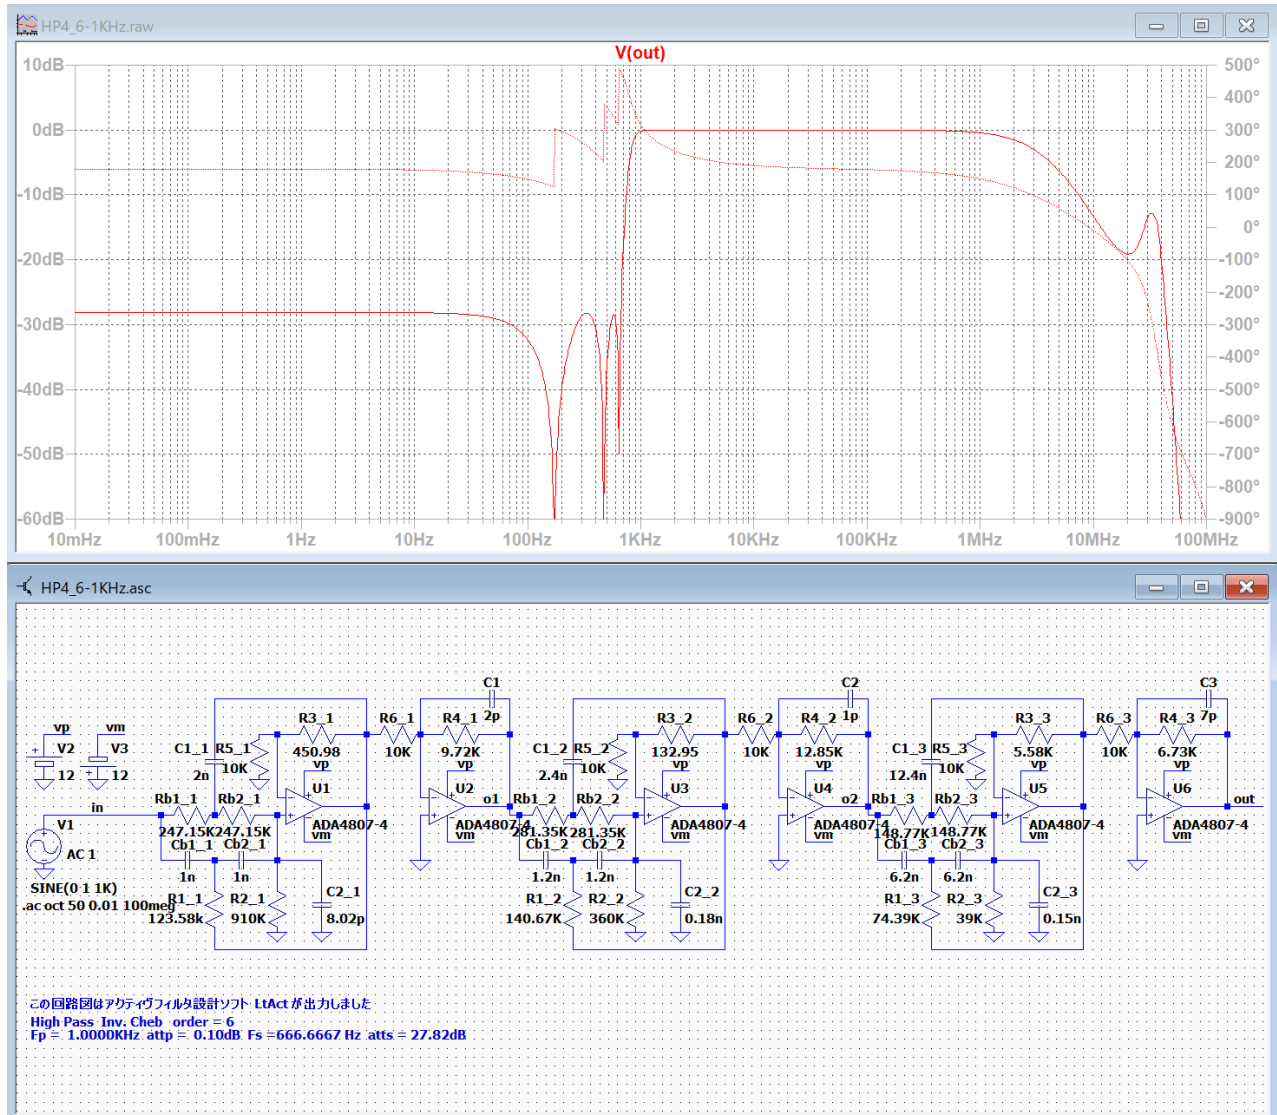 HP4_6-1KHz.raw
V(out)
10dB
0dB
-10dB
-20dB
-30dB
-40dB
-50dB
-60dB
500°
400°
300°
200°
100°
0°
-100°
-200°
-300°
-400°
-500°
-600°
-700°
-800°
-900°
10mHz 100mHz 1Hz 10Hz 100Hz 1KHz 10KHz 100KHz 1MHz 10MHz 100MHz
HP4_6-1KHz.asc
vp vm
V2 V3
12 12
in
V1
AC 1
SINE(0 1 1K)
.ac oct 50 0.01 100meg
C1_1
2n
R5_1
10K
R3_1
450.98
vp
U1
ADA4807-4
vm
Rb1_1 Rb2_1
247.15K 247.15K
Cb1_1 Cb2_1
1n 1n
R1_1
123.58k
R2_1
910K
C2_1
8.02p
R6_1
10K
C1
2p
R4_1
9.72K
vp
U2
ADA4807-4
vm
o1
C1_2
2.4n
R5_2
10K
R3_2
132.95
vp
U3
ADA4807-4
vm
Rb1_2 Rb2_2
281.35K 281.35K
Cb1_2 Cb2_2
1.2n 1.2n
R1_2
140.67K
R2_2
360K
C2_2
0.18n
R6_2
10K
C2
1p
R4_2
12.85K
vp
U4
ADA4807-4
vm
o2
C1_3
12.4n
R5_3
10K
R3_3
5.58K
vp
U5
ADA4807-4
vm
Rb1_3 Rb2_3
148.77K 148.77K
Cb1_3 Cb2_3
6.2n 6.2n
R1_3
74.39K
R2_3
39K
C2_3
0.15n
R6_3
10K
C3
7p
R4_3
6.73K
vp
U6
ADA4807-4
vm
out
この回路図はアクティヴフィルタ設計ソフト LtAct が出力しました
High Pass Inv. Cheb order = 6
Fp = 1.0000KHz attp = 0.10dB Fs =666.6667 Hz atts = 27.82dB